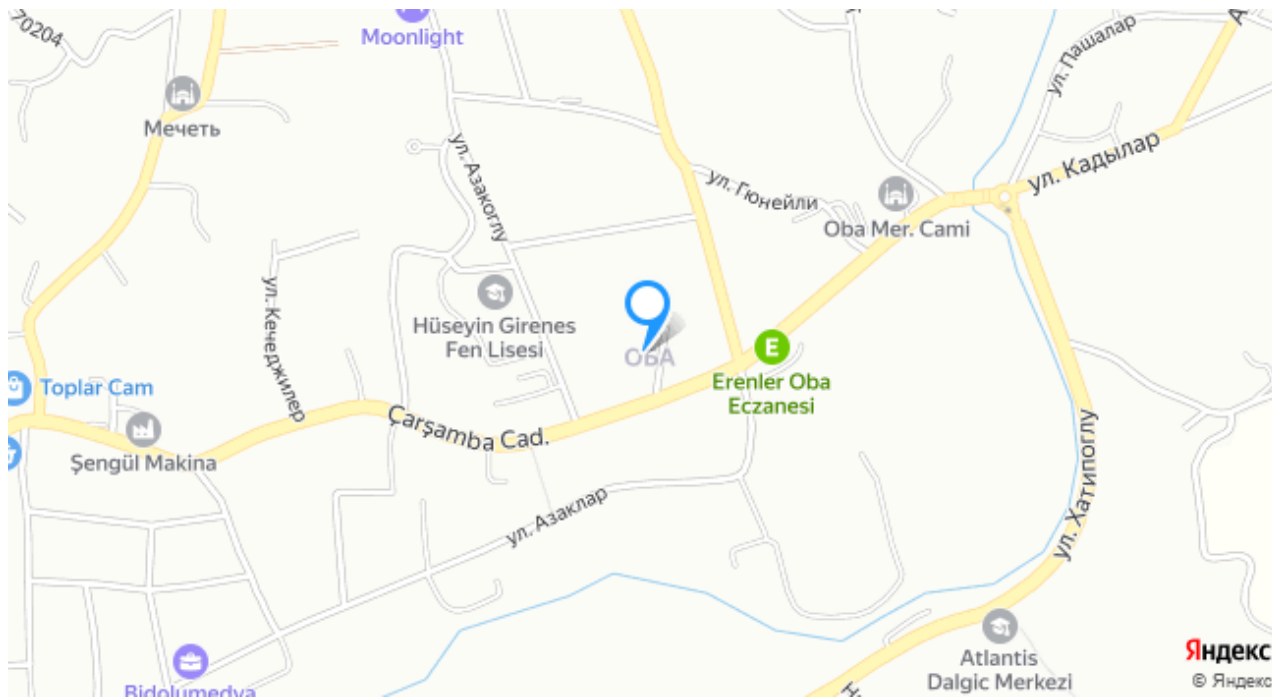 70204
Moonlight
Мечеть
ул. Азакоглу
ул. Гюнейли
ул. Пашалар
ул. Кадылар
Oba Mer. Cami
ул. Кечеджилер
Hüseyin Girenes
Fen Lisesi
ОБА
E
Erenler Oba
Eczanesi
Toplar Cam
Çarşamba Cad.
Şengül Makina
ул. Азаклар
ул. Хатипоглу
Atlantis
Dalgic Merkezi
Bidolumedya
Яндекс
© Яндекс